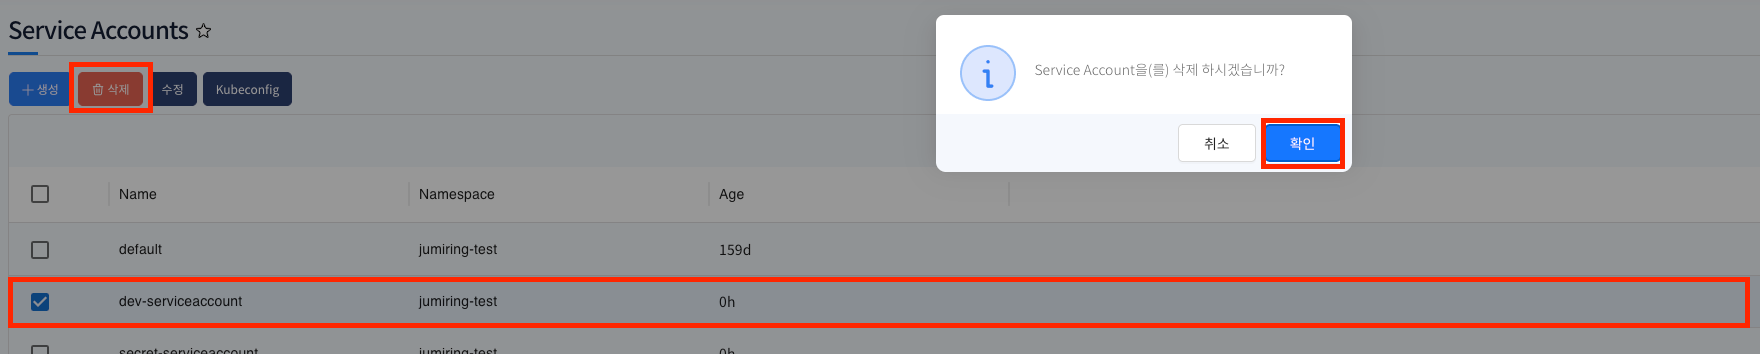 Service Accounts
Service Account을(를) 삭제 하시겠습니까?
생성 삭제 수정 Kubeconfig
취소 확인
Name Namespace Age
default jumiring-test 159d
dev-serviceaccount jumiring-test 0h
secret-serviceaccount jumiring-test 0h